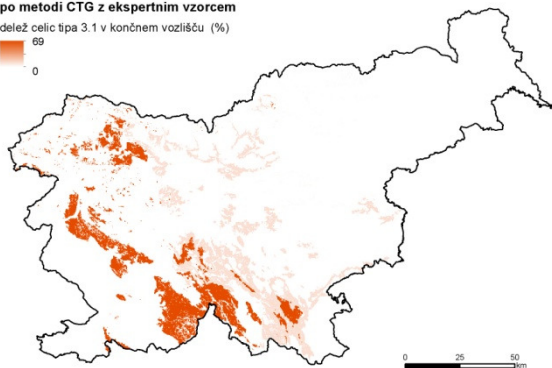 po metodi CTG z ekspertnim vzorcem
delež celic tipa 3.1 v končnem vozlišču (%)
69
0
0 25 50
km